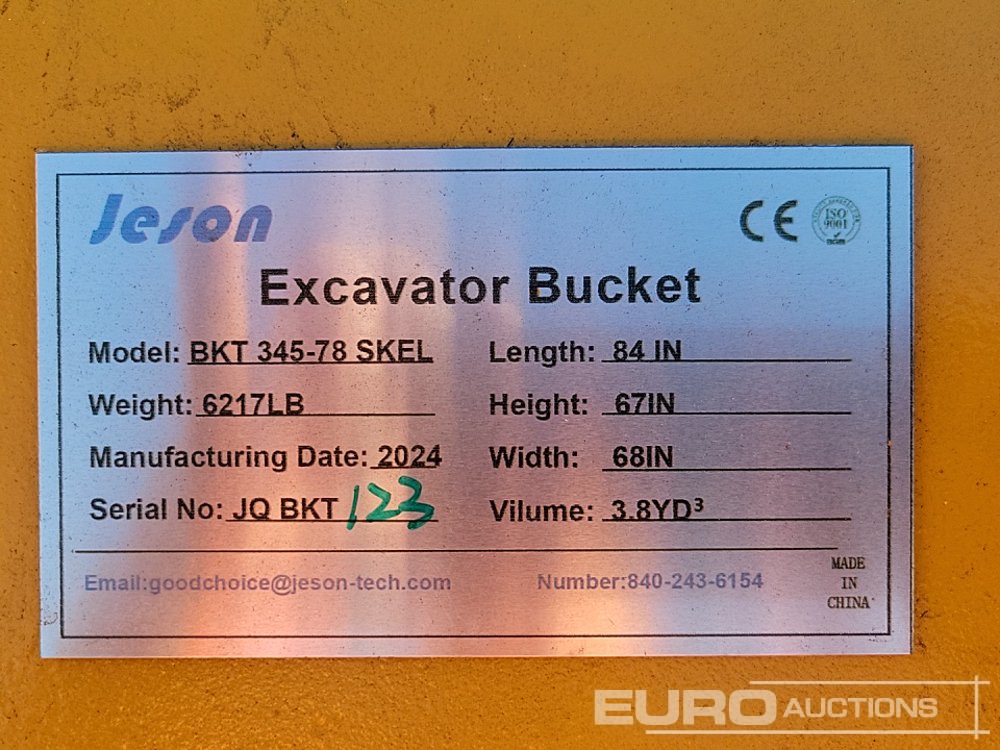 Jeson
CE ISO 9001
Excavator Bucket
Model: BKT 345-78 SKEL
Length: 84 IN
Weight: 6217LB
Height: 67IN
Manufacturing Date: 2024
Width: 68IN
Serial No: JQ BKT 123
Vilume: 3.8YD³
Email:goodchoice@jeson-tech.com
Number:840-243-6154
MADE
IN
CHINA
EURO AUCTIONS